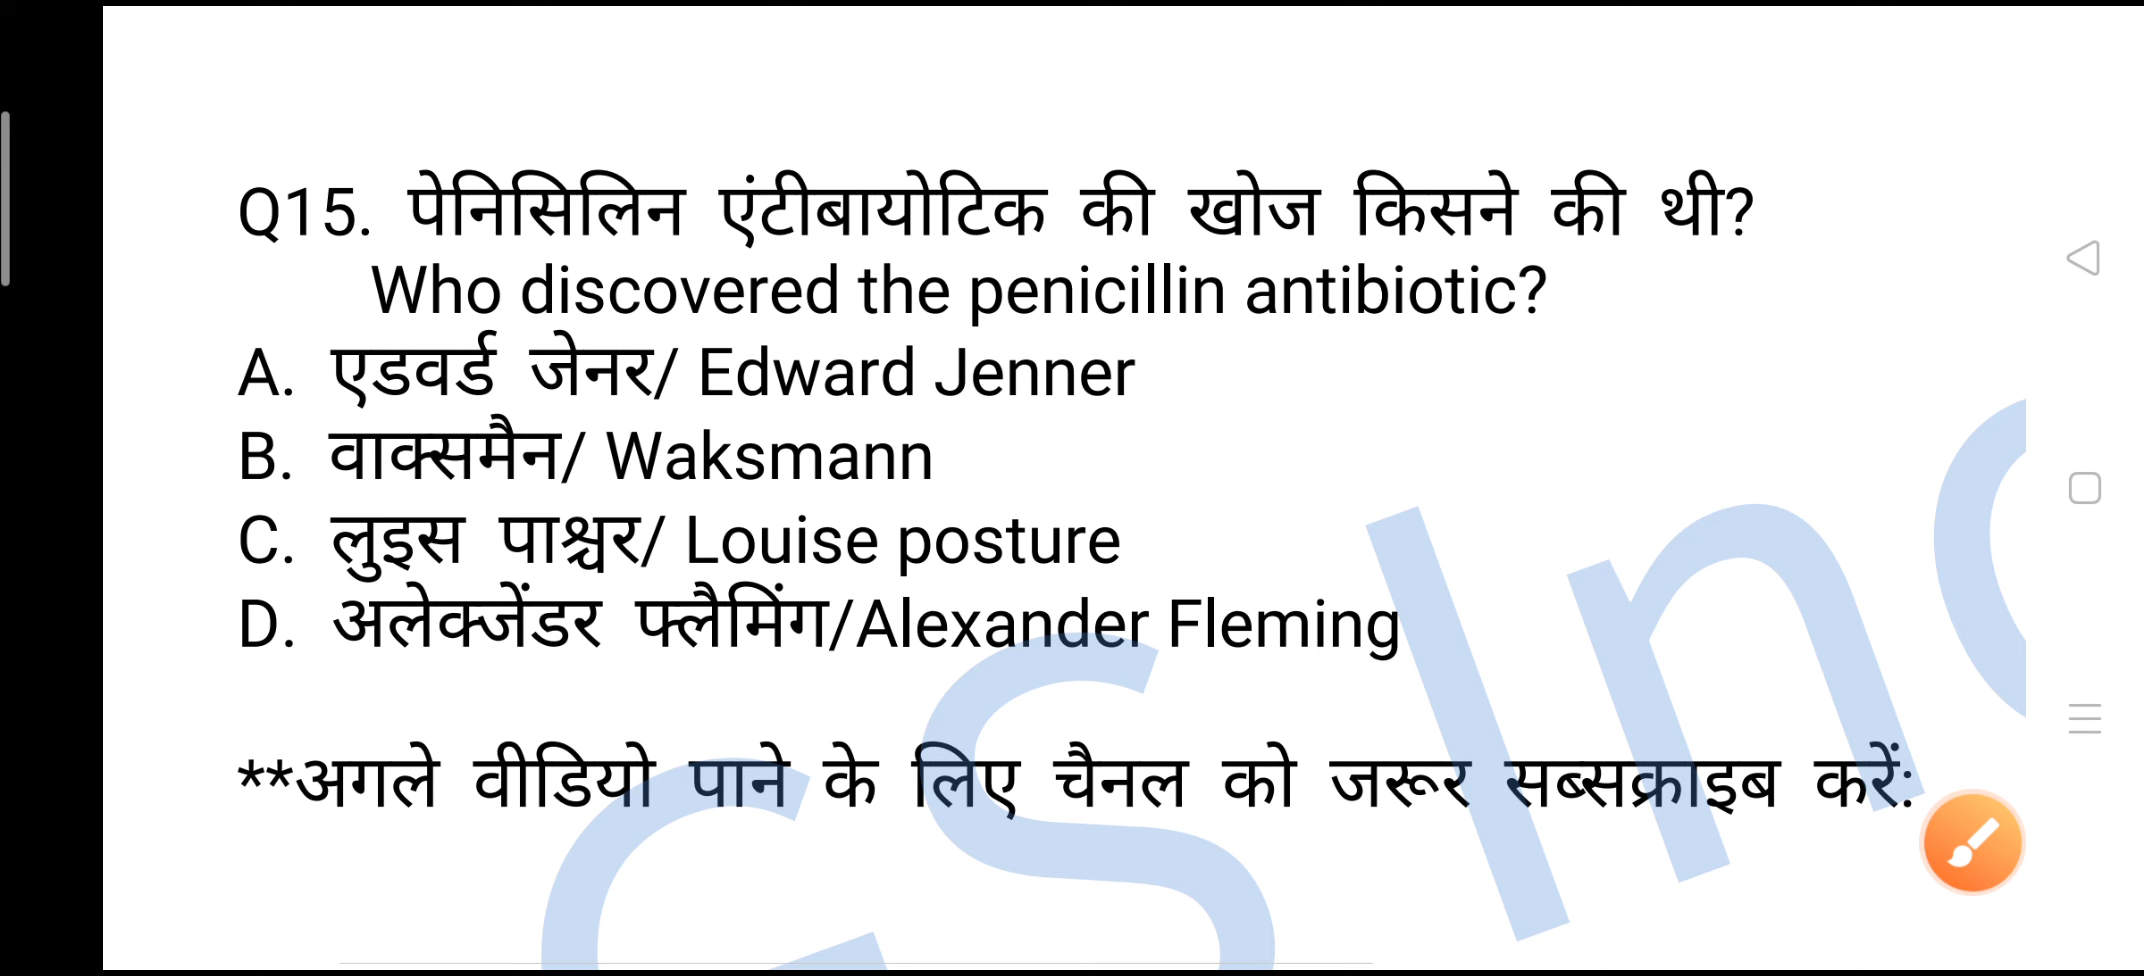 Q15. पेनिसिलिन एंटीबायोटिक की खोज किसने की थी?
Who discovered the penicillin antibiotic?
A. एडवर्ड जेनर/ Edward Jenner
B. वाक्समैन/ Waksmann
C. लुइस पाश्चर/ Louise posture
D. अलेक्जेंडर फ्लैमिंग/Alexander Fleming
**अगले वीडियो पाने के लिए चैनल को जरूर सब्सक्राइब करें: